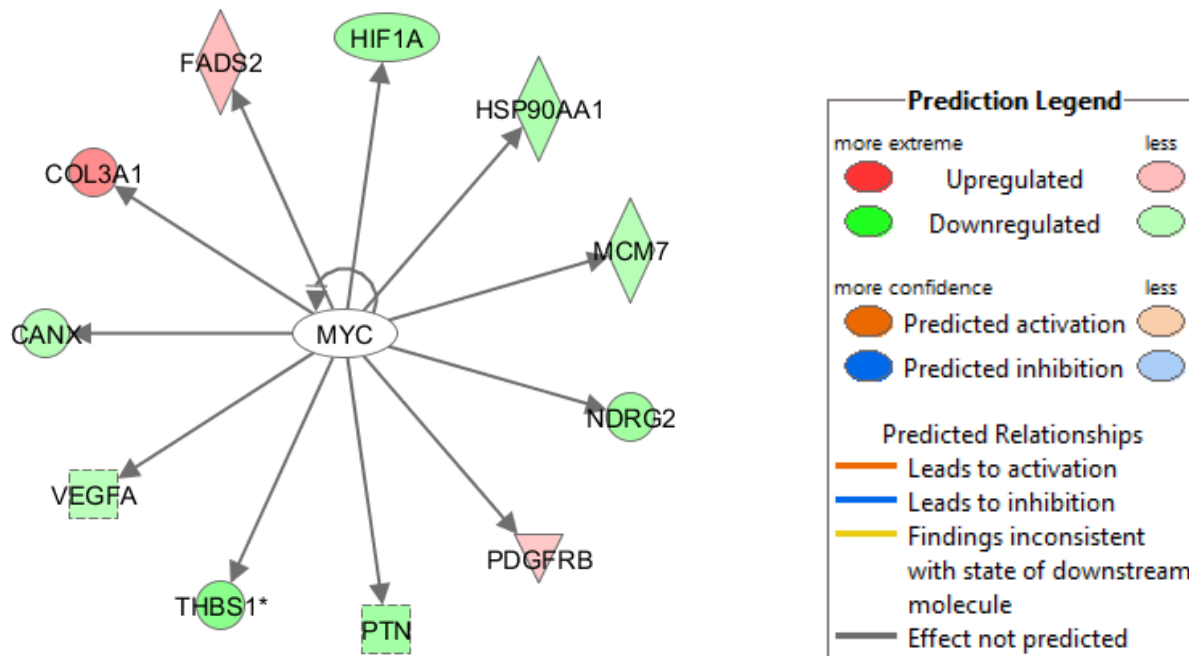 HIF1A
FADS2
HSP90AA1
COL3A1
MCM7
CANX
MYC
NDRG2
VEGFA
PDGFRB
THBS1*
PTN
Prediction Legend
more extreme less
Upregulated
Downregulated
more confidence less
Predicted activation
Predicted inhibition
Predicted Relationships
Leads to activation
Leads to inhibition
Findings inconsistent
with state of downstream
molecule
Effect not predicted